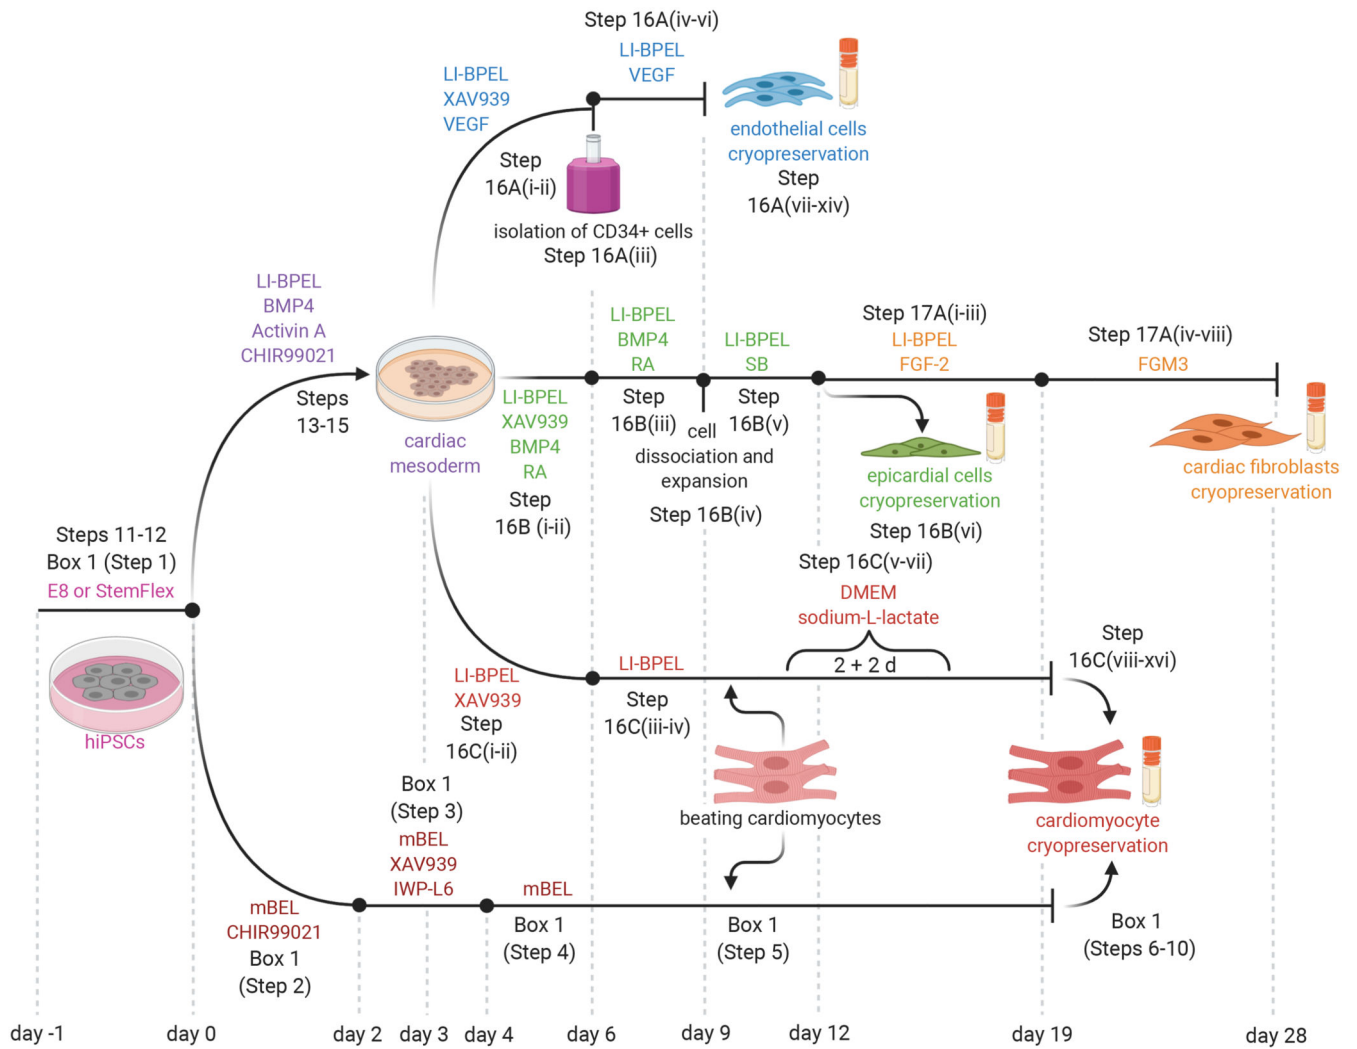 Step 16A(iv-vi)
LI-BPEL
VEGF
LI-BPEL
XAV939
VEGF
Step
16A(i-ii)
isolation of CD34+ cells
Step 16A(iii)
endothelial cells
cryopreservation
Step
16A(vii-xiv)
LI-BPEL
BMP4
Activin A
CHIR99021
Steps
13-15
cardiac
mesoderm
LI-BPEL
XAV939
BMP4
RA
Step
16B (i-ii)
LI-BPEL
BMP4
RA
Step
16B(iii)
cell
dissociation and
expansion
Step 16B(iv)
LI-BPEL
SB
Step
16B(v)
Step 17A(i-iii)
LI-BPEL
FGF-2
epicardial cells
cryopreservation
Step 16B(vi)
Step 17A(iv-viii)
FGM3
cardiac fibroblasts
cryopreservation
Steps 11-12
Box 1 (Step 1)
E8 or StemFlex
hiPSCs
LI-BPEL
XAV939
Step
16C(i-ii)
LI-BPEL
Step
16C(iii-iv)
Step 16C(v-vii)
DMEM
sodium-L-lactate
2 + 2 d
Step
16C(viii-xvi)
beating cardiomyocytes
cardiomyocyte
cryopreservation
mBEL
CHIR99021
Box 1
(Step 2)
Box 1
(Step 3)
mBEL
XAV939
IWP-L6
mBEL
Box 1
(Step 4)
Box 1
(Step 5)
Box 1
(Steps 6-10)
day -1
day 0
day 2
day 3
day 4
day 6
day 9
day 12
day 19
day 28